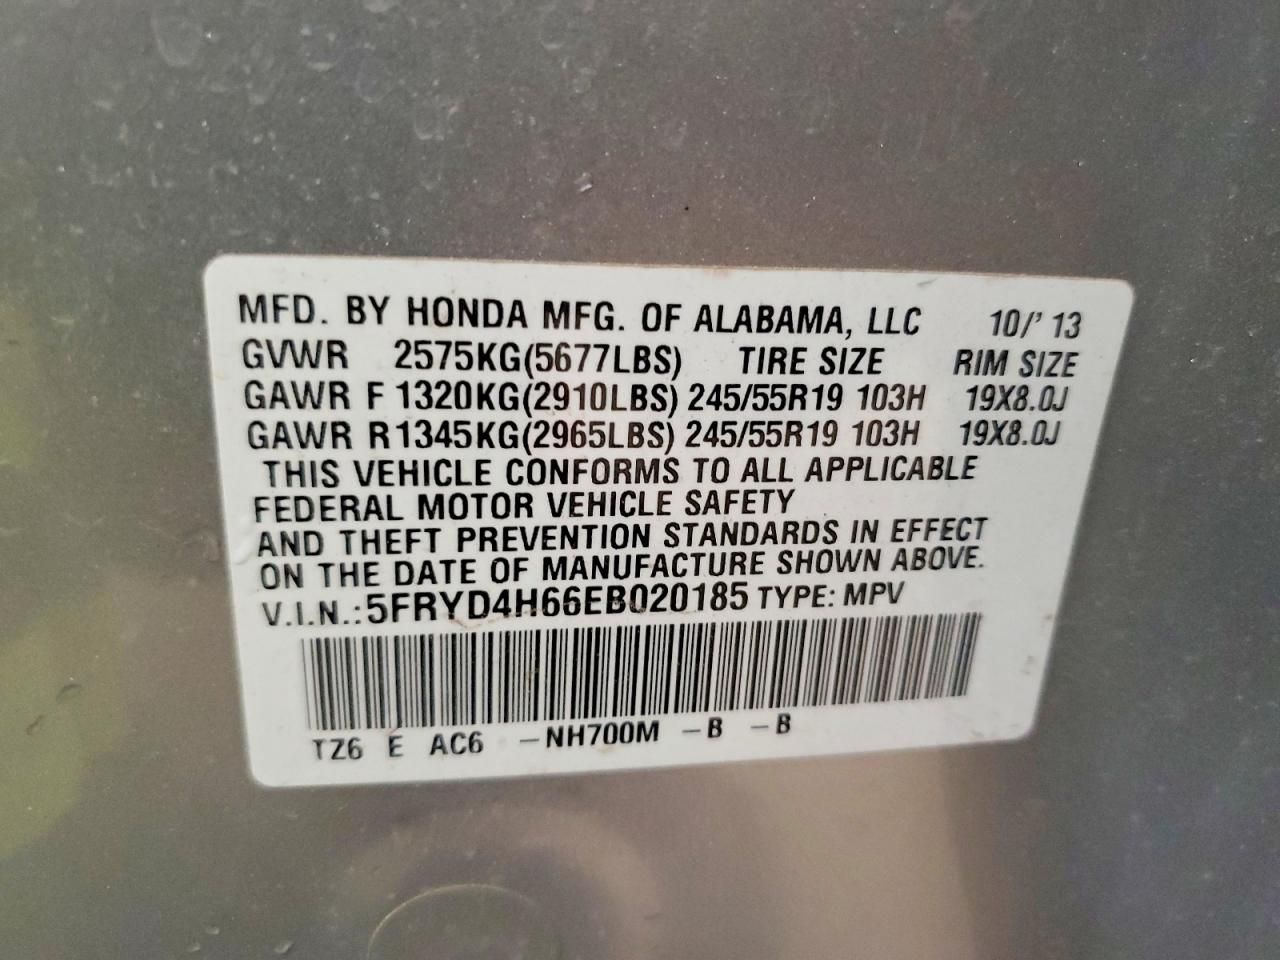 MFD. BY HONDA MFG. OF ALABAMA, LLC 10/' 13
GVWR 2575KG(5677LBS) TIRE SIZE RIM SIZE
GAWR F 1320KG(2910LBS) 245/55R19 103H 19X8.0J
GAWR R 1345KG(2965LBS) 245/55R19 103H 19X8.0J
THIS VEHICLE CONFORMS TO ALL APPLICABLE
FEDERAL MOTOR VEHICLE SAFETY
AND THEFT PREVENTION STANDARDS IN EFFECT
ON THE DATE OF MANUFACTURE SHOWN ABOVE.
V.I.N.: 5FRYD4H66EB020185 TYPE: MPV
TZ6 E AC6 -NH700M -B -B